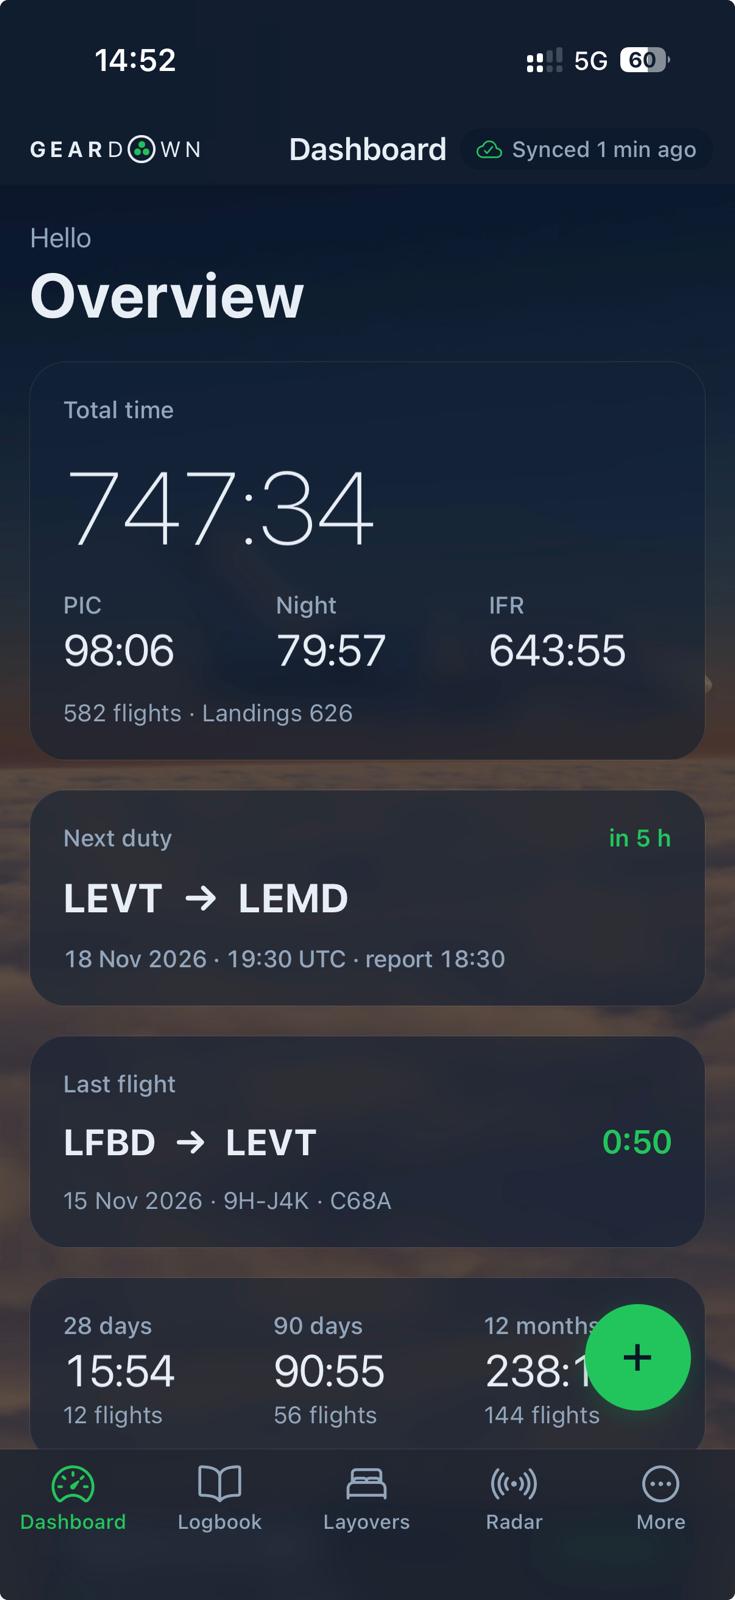 14:52
5G 60
GEARDOWN
Dashboard
Synced 1 min ago
Hello
Overview
Total time
747:34
PIC Night IFR
98:06 79:57 643:55
582 flights · Landings 626
Next duty in 5 h
LEVT → LEMD
18 Nov 2026 · 19:30 UTC · report 18:30
Last flight
LFBD → LEVT 0:50
15 Nov 2026 · 9H-J4K · C68A
28 days 90 days 12 months
15:54 90:55 238:1
12 flights 56 flights 144 flights
+
Dashboard Logbook Layovers Radar More